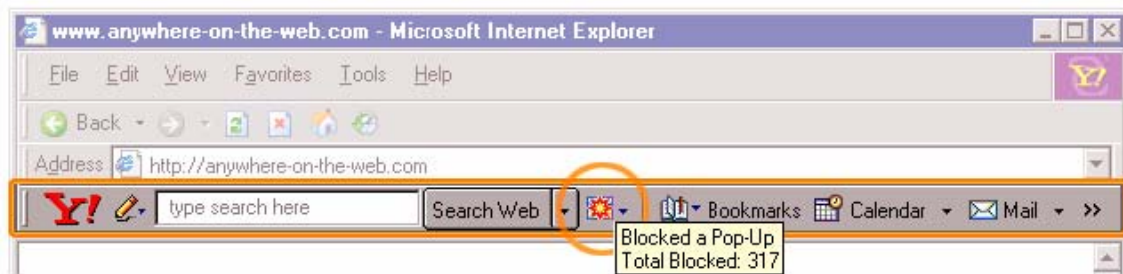 www.anywhere-on-the-web.com - Microsoft Internet Explorer
File Edit View Favorites Tools Help
Y!
Back
Address http://anywhere-on-the-web.com
Y! type search here Search Web Bookmarks Calendar Mail »
Blocked a Pop-Up
Total Blocked: 317